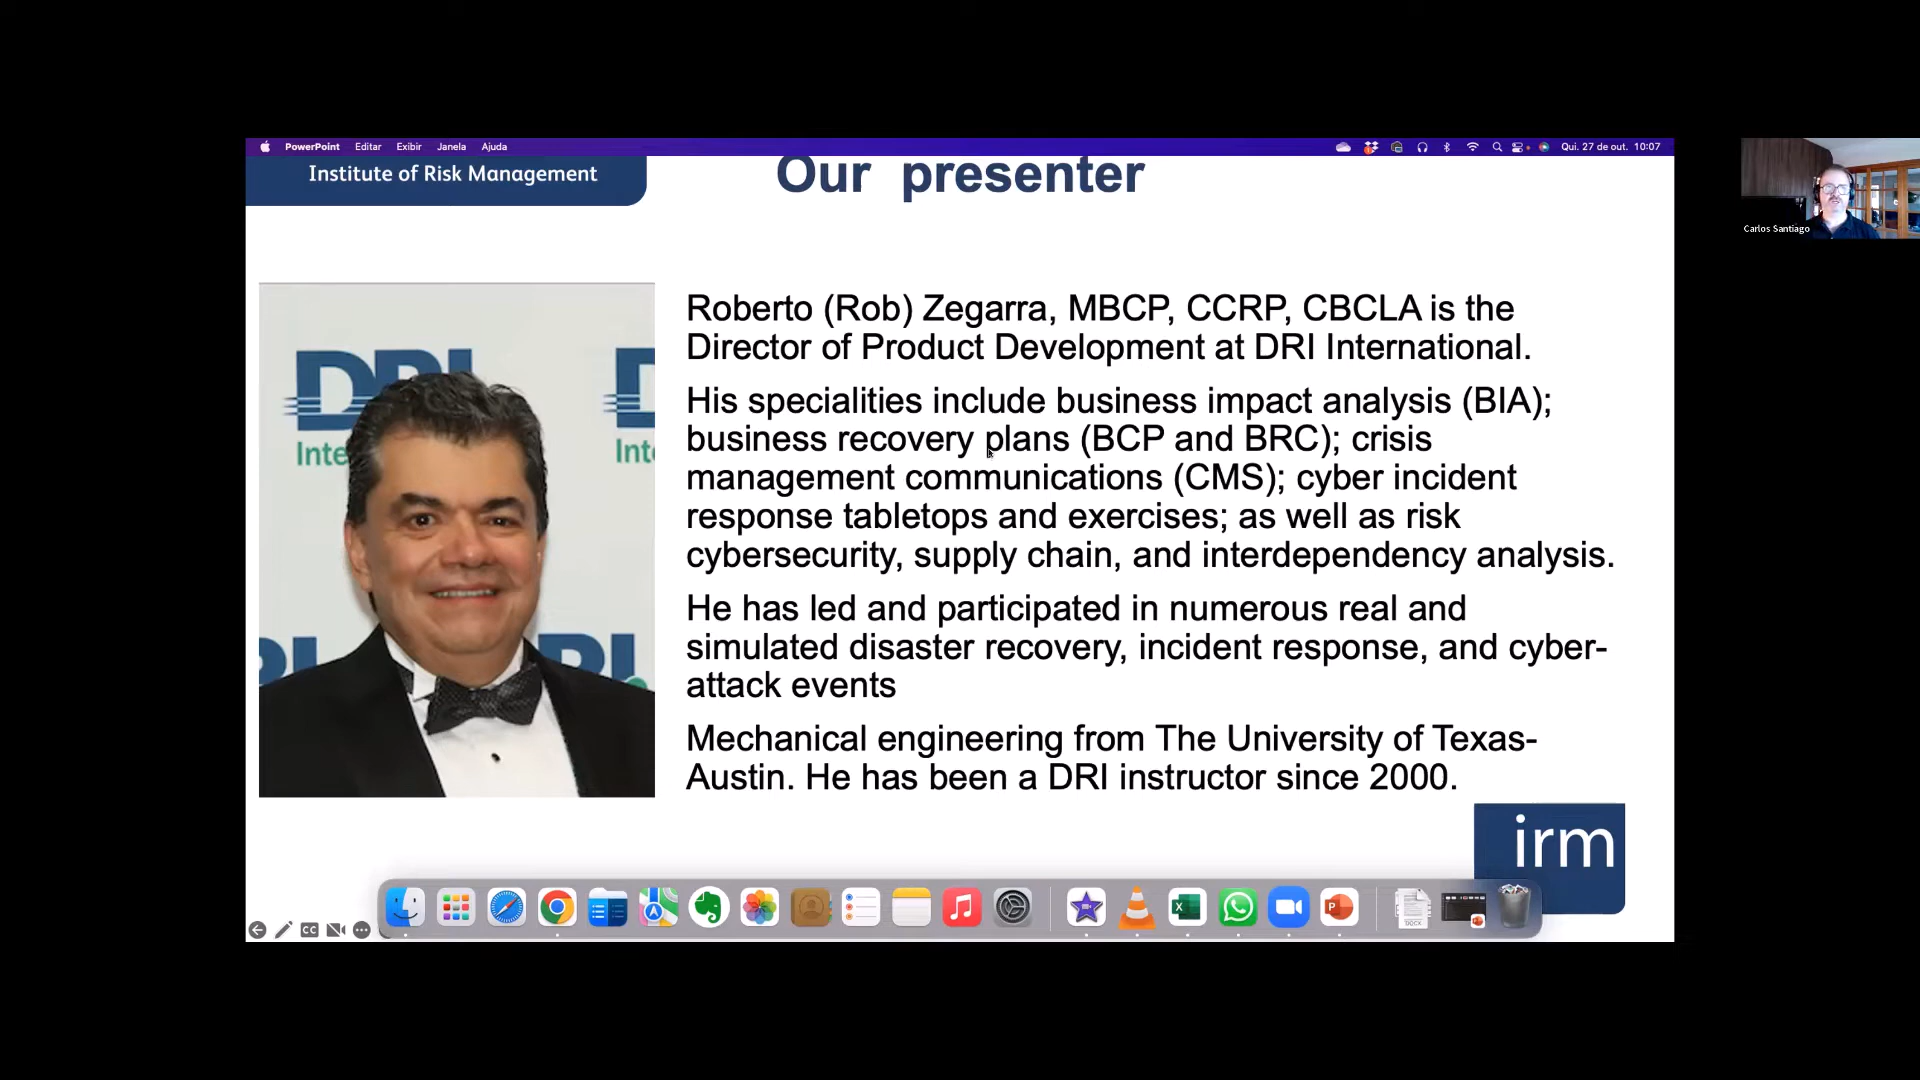 PowerPoint Editar Exibir Janela Ajuda
Qui. 27 de out. 10:07
Institute of Risk Management
Our presenter
Carlos Santiago
DRI
Inte
Int
Roberto (Rob) Zegarra, MBCP, CCRP, CBCLA is the
Director of Product Development at DRI International.
His specialities include business impact analysis (BIA);
business recovery plans (BCP and BRC); crisis
management communications (CMS); cyber incident
response tabletops and exercises; as well as risk
cybersecurity, supply chain, and interdependency analysis.
He has led and participated in numerous real and
simulated disaster recovery, incident response, and cyber-
attack events
Mechanical engineering from The University of Texas-
Austin. He has been a DRI instructor since 2000.
irm
CC
DOCX